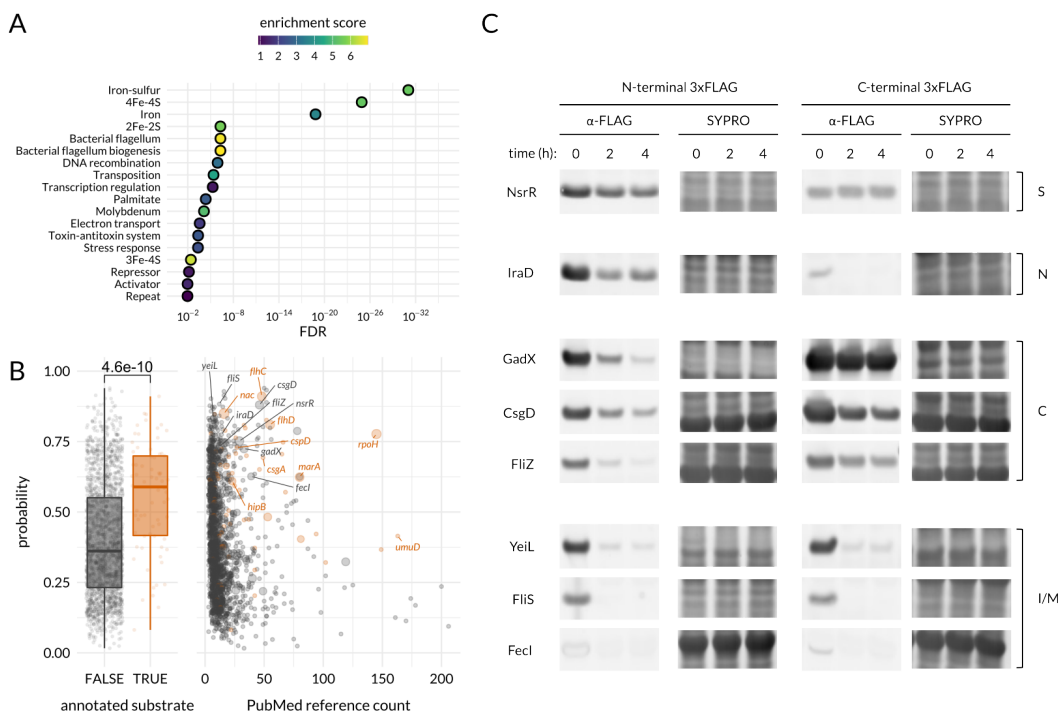 A
enrichment score
1 2 3 4 5 6
Iron-sulfur
4Fe-4S
Iron
2Fe-2S
Bacterial flagellum
Bacterial flagellum biogenesis
DNA recombination
Transposition
Transcription regulation
Palmitate
Molybdenum
Electron transport
Toxin-antitoxin system
Stress response
3Fe-4S
Repressor
Activator
Repeat
10⁻² 10⁻⁸ 10⁻¹⁴ 10⁻²⁰ 10⁻²⁶ 10⁻³²
FDR
B
4.6e-10
probability
1.00
0.75
0.50
0.25
0.00
FALSE TRUE
annotated substrate
yeiL
fliS
flhC
csgD
nac
fliZ
nsrR
iraD
flhD
cspD
rpoH
gadX
csgA
marA
fecI
hipB
umuD
0 50 100 150 200
PubMed reference count
C
N-terminal 3xFLAG C-terminal 3xFLAG
α-FLAG SYPRO α-FLAG SYPRO
time (h): 0 2 4 0 2 4 0 2 4 0 2 4
NsrR S
IraD N
GadX
CsgD C
FliZ
YeiL
FliS I/M
FecI